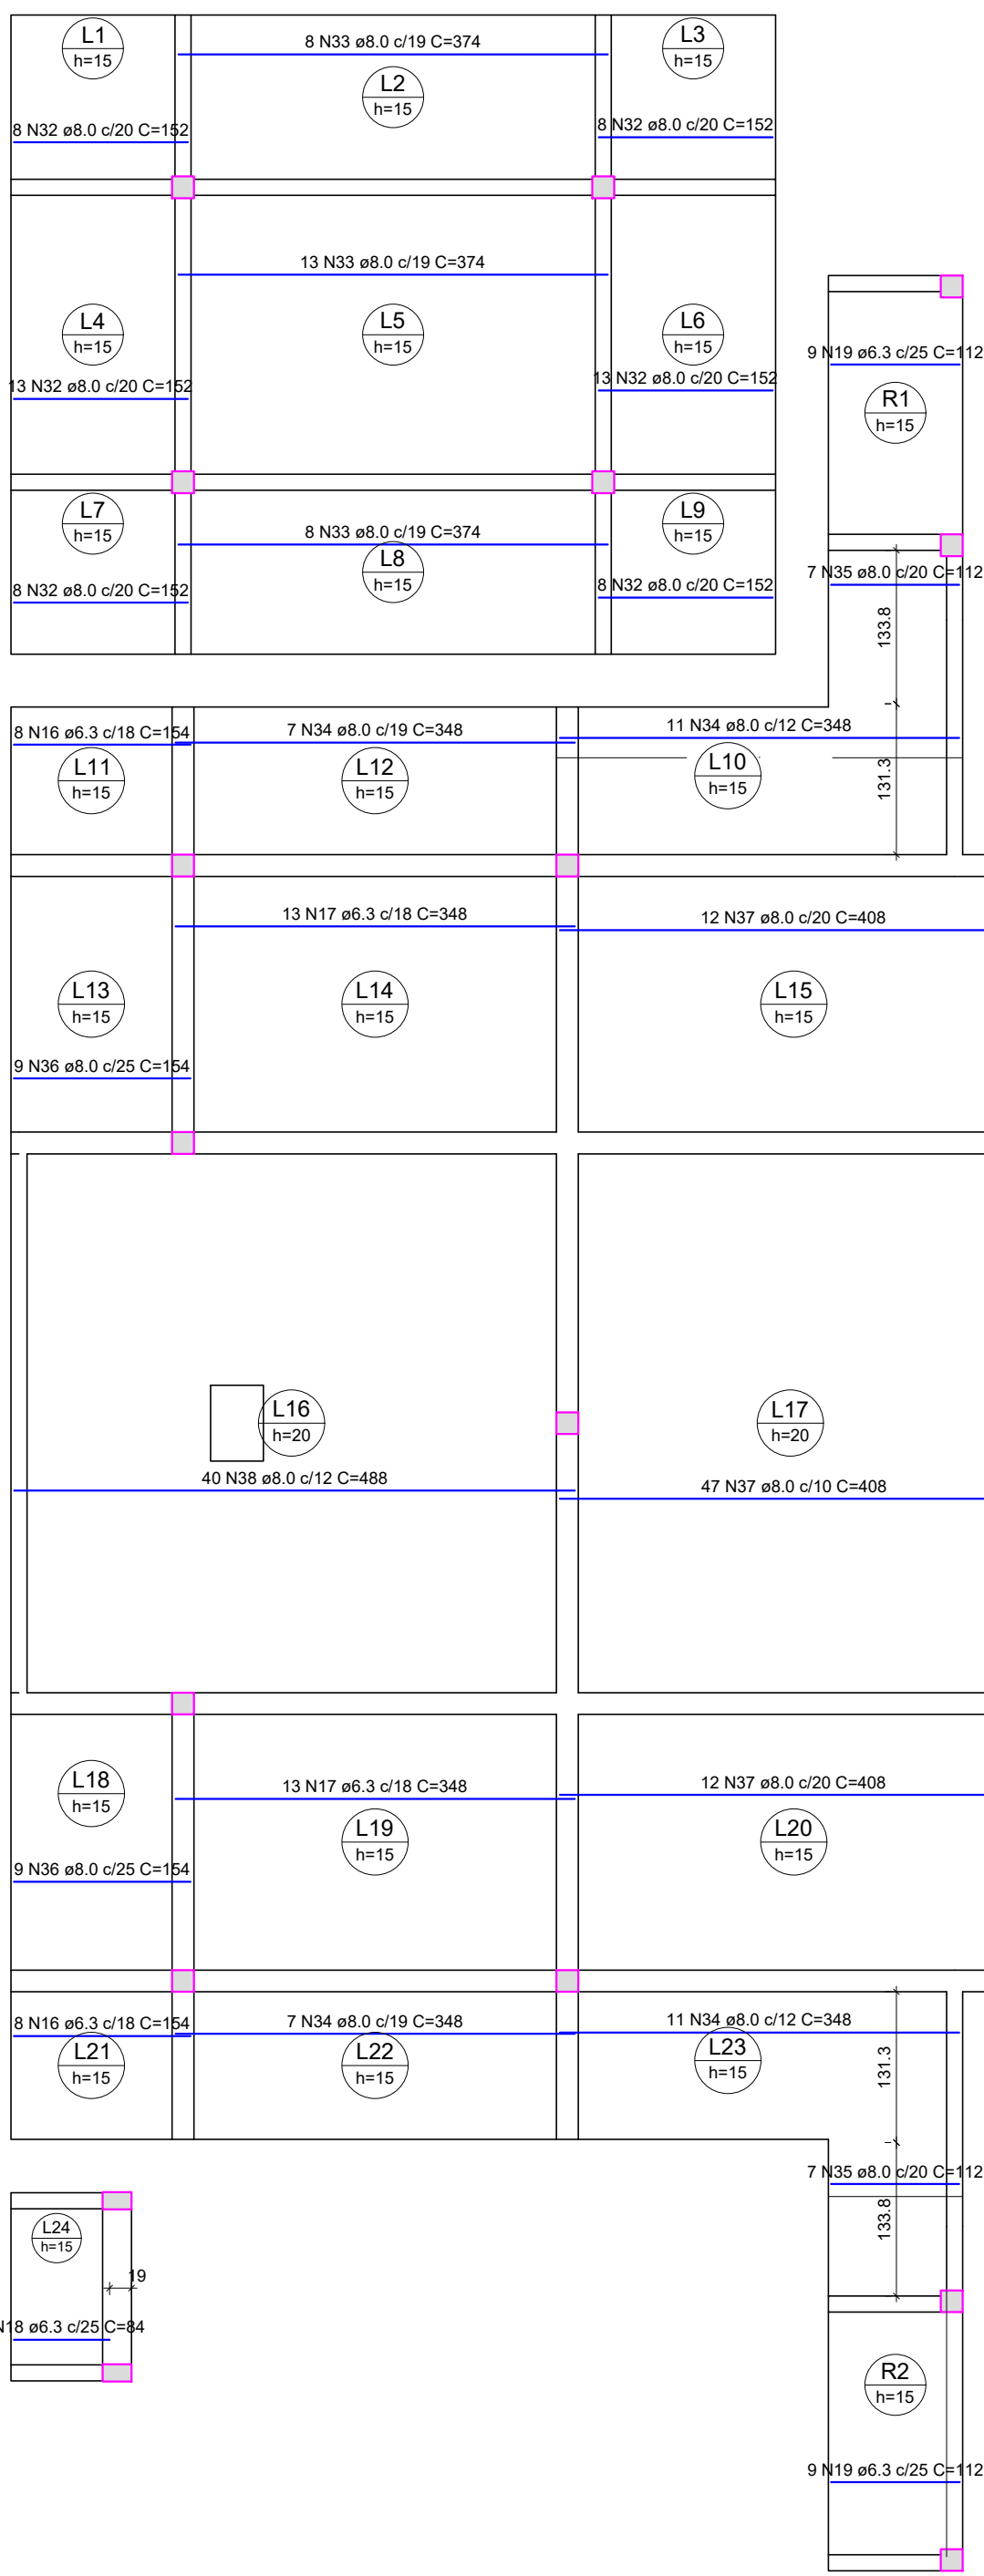 L1
h=15
8 N33 ø8.0 c/19 C=374
L3
h=15
L2
h=15
8 N32 ø8.0 c/20 C=152
8 N32 ø8.0 c/20 C=152
13 N33 ø8.0 c/19 C=374
L4
h=15
L5
h=15
L6
h=15
9 N19 ø6.3 c/25 C=112
13 N32 ø8.0 c/20 C=152
13 N32 ø8.0 c/20 C=152
R1
h=15
L7
h=15
8 N33 ø8.0 c/19 C=374
L9
h=15
L8
h=15
7 N35 ø8.0 c/20 C=112
8 N32 ø8.0 c/20 C=152
8 N32 ø8.0 c/20 C=152
133.8
8 N16 ø6.3 c/18 C=154
7 N34 ø8.0 c/19 C=348
11 N34 ø8.0 c/12 C=348
L11
h=15
L12
h=15
L10
h=15
131.3
13 N17 ø6.3 c/18 C=348
12 N37 ø8.0 c/20 C=408
L13
h=15
L14
h=15
L15
h=15
9 N36 ø8.0 c/25 C=154
L16
h=20
L17
h=20
40 N38 ø8.0 c/12 C=488
47 N37 ø8.0 c/10 C=408
L18
h=15
13 N17 ø6.3 c/18 C=348
12 N37 ø8.0 c/20 C=408
L19
h=15
L20
h=15
9 N36 ø8.0 c/25 C=154
8 N16 ø6.3 c/18 C=154
7 N34 ø8.0 c/19 C=348
11 N34 ø8.0 c/12 C=348
L21
h=15
L22
h=15
L23
h=15
131.3
7 N35 ø8.0 c/20 C=112
133.8
L24
h=15
19
N18 ø6.3 c/25 C=84
R2
h=15
9 N19 ø6.3 c/25 C=112